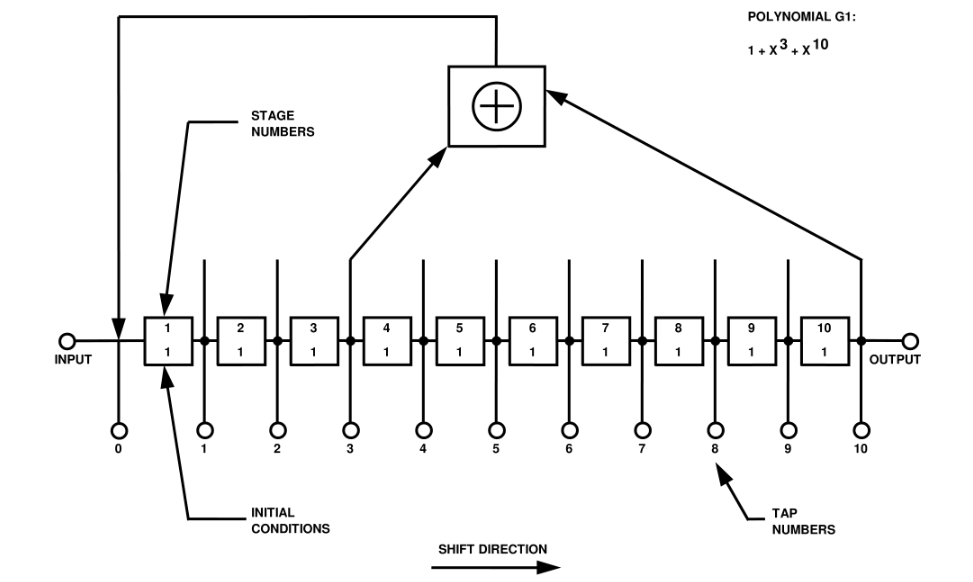 POLYNOMIAL G1:
1 + X 3 + X 10
STAGE
NUMBERS
1 2 3 4 5 6 7 8 9 10
1 1 1 1 1 1 1 1 1 1
INPUT
OUTPUT
0 1 2 3 4 5 6 7 8 9 10
INITIAL
CONDITIONS
TAP
NUMBERS
SHIFT DIRECTION